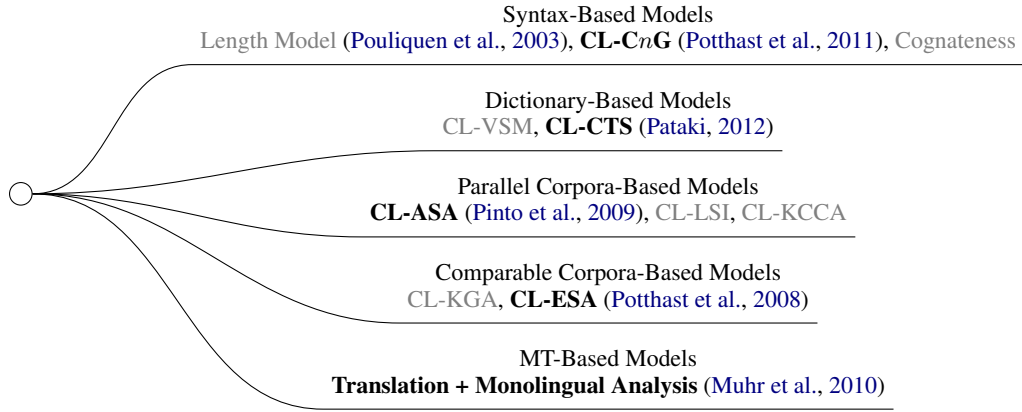 Syntax-Based Models
Length Model (Pouliquen et al., 2003), CL-CnG (Potthast et al., 2011), Cognateness
Dictionary-Based Models
CL-VSM, CL-CTS (Pataki, 2012)
Parallel Corpora-Based Models
CL-ASA (Pinto et al., 2009), CL-LSI, CL-KCCA
Comparable Corpora-Based Models
CL-KGA, CL-ESA (Potthast et al., 2008)
MT-Based Models
Translation + Monolingual Analysis (Muhr et al., 2010)